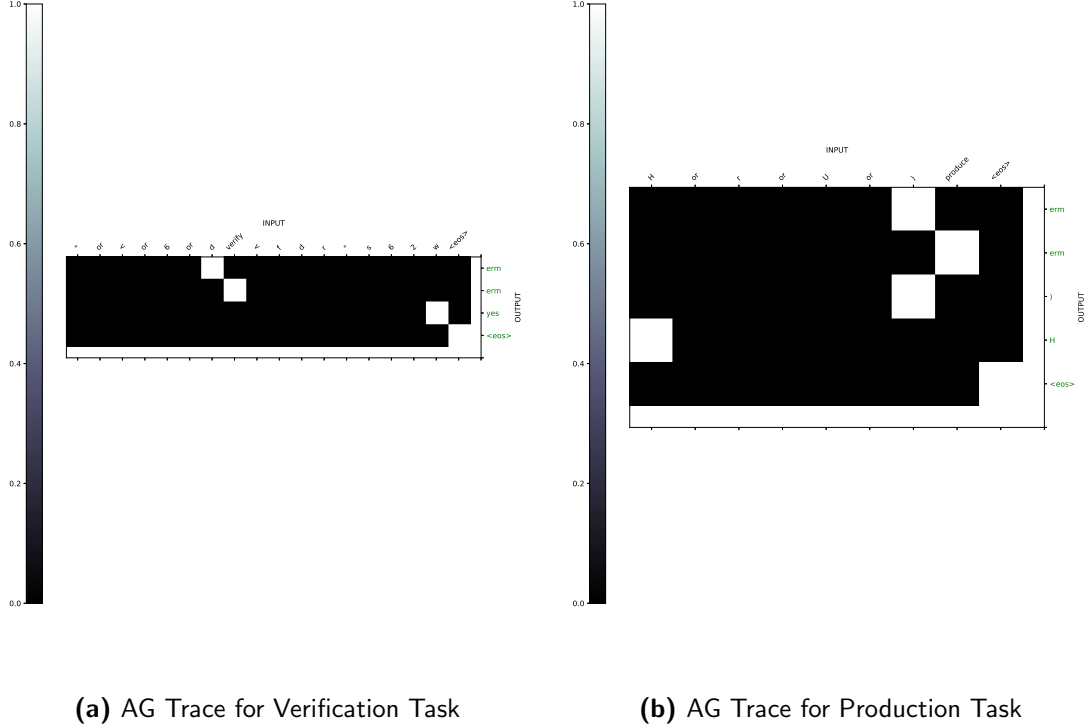 1.0
0.8
0.6
0.4
0.2
0.0
INPUT
" or < or 6 or d verify < f d r " s 6 2 w <eos>
erm
erm
yes
<eos>
OUTPUT
(a) AG Trace for Verification Task
1.0
0.8
0.6
0.4
0.2
0.0
INPUT
H or r or U or ) produce <eos>
erm
erm
)
H
<eos>
OUTPUT
(b) AG Trace for Production Task